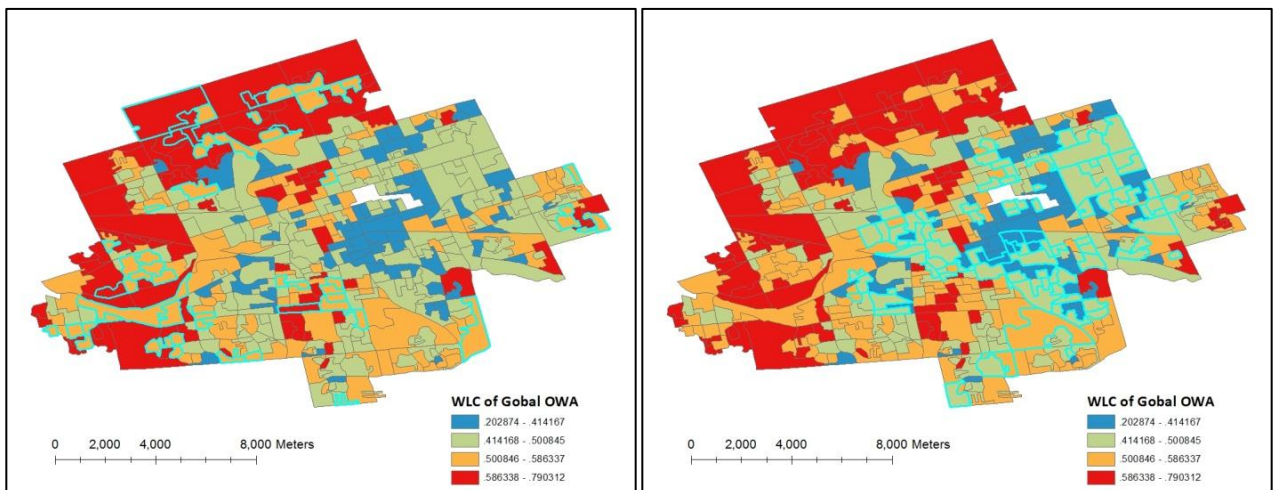 WLC of Gobal OWA
.202874 - .414167
.414168 - .500845
.500846 - .586337
.586338 - .790312
0 2,000 4,000 8,000 Meters
WLC of Gobal OWA
.202874 - .414167
.414168 - .500845
.500846 - .586337
.586338 - .790312
0 2,000 4,000 8,000 Meters